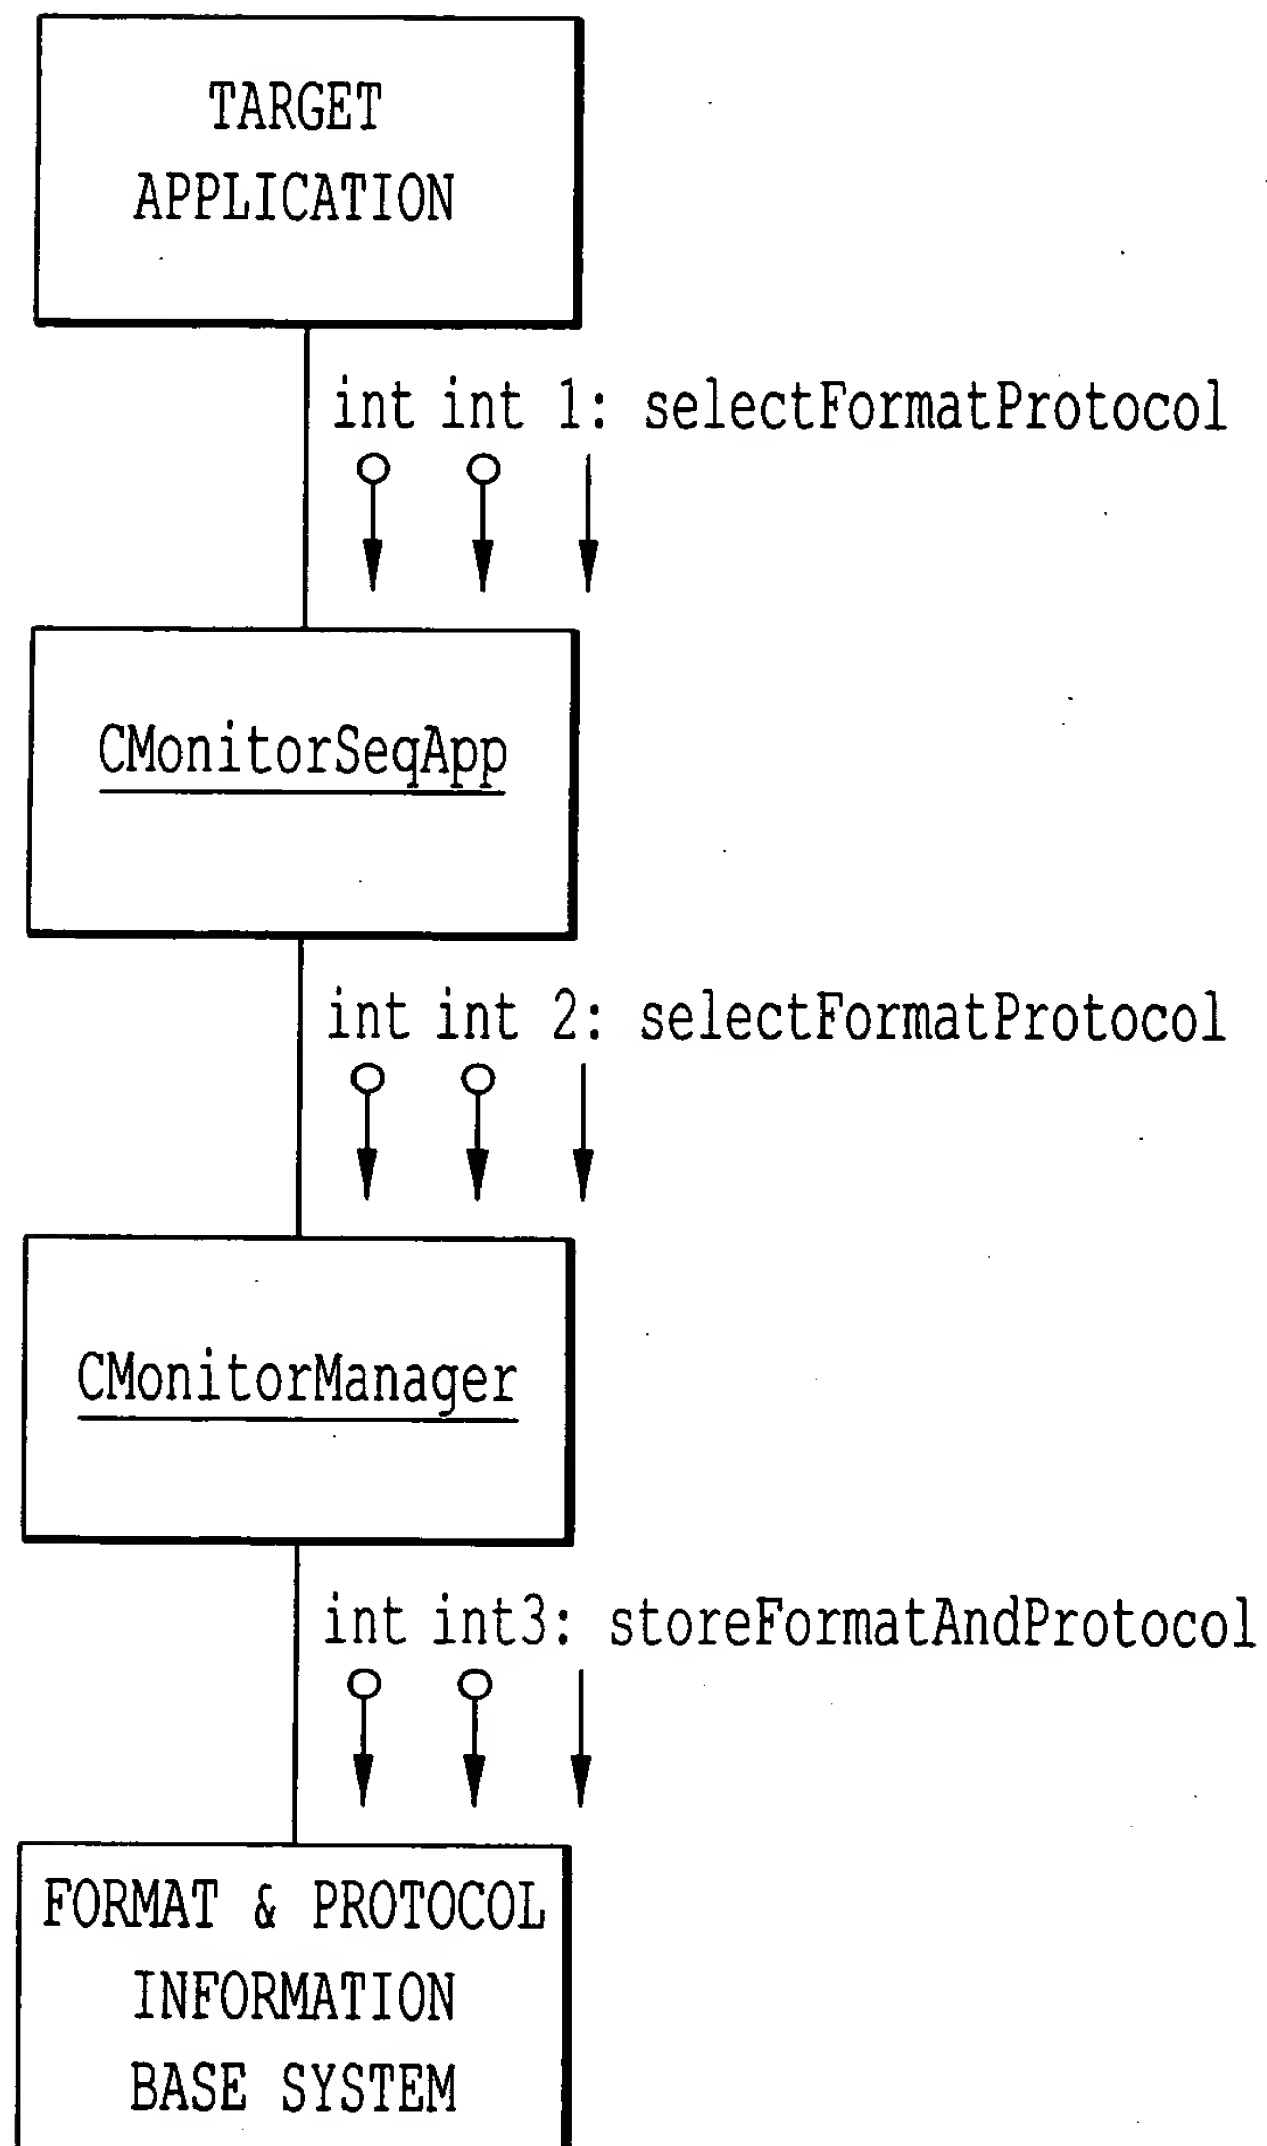 TARGET
APPLICATION
int int 1: selectFormatProtocol
CMonitorSeqApp
int int 2: selectFormatProtocol
CMonitorManager
int int3: storeFormatAndProtocol
FORMAT & PROTOCOL
INFORMATION
BASE SYSTEM